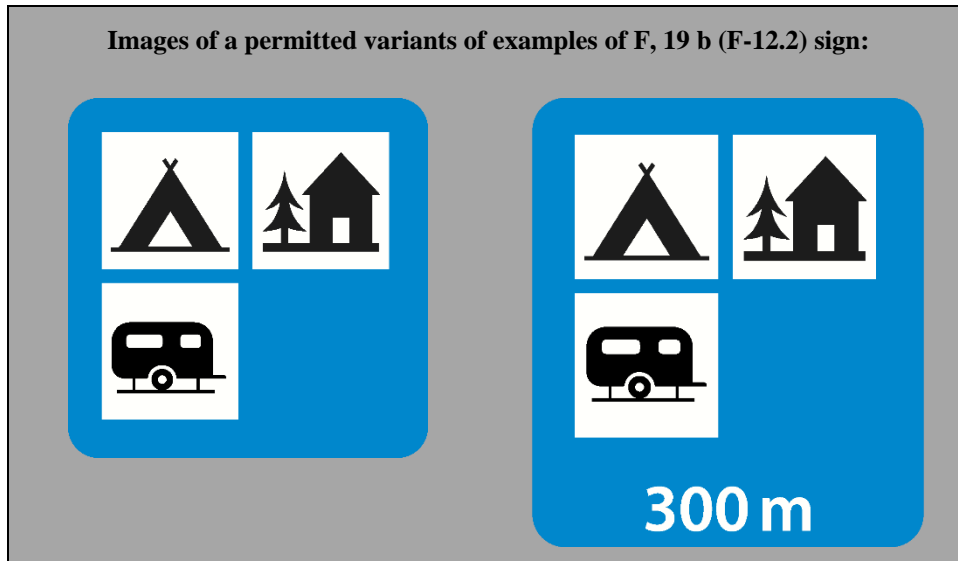 Images of a permitted variants of examples of F, 19 b (F-12.2) sign:
300 m